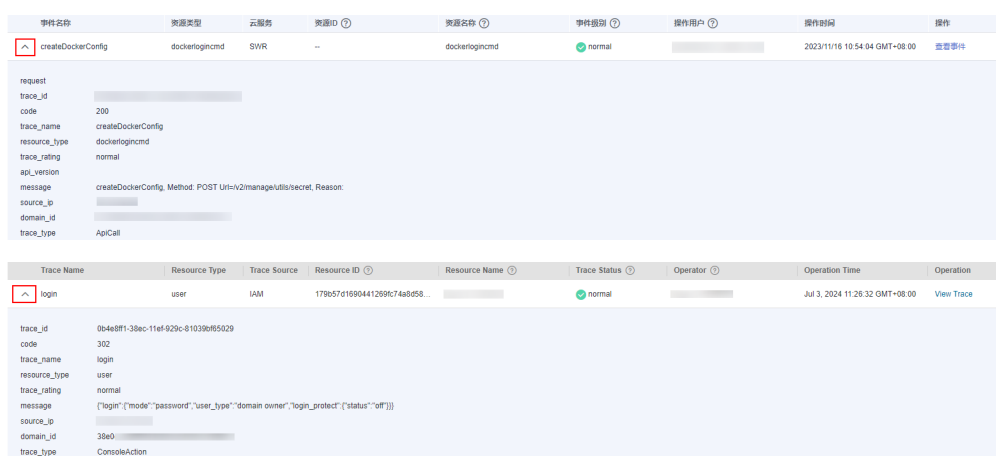 事件名称 资源类型 云服务 资源ID ? 资源名称 ? 事件级别 ? 操作用户 ? 操作时间 操作
createDockerConfig dockerlogincmd SWR -- dockerlogincmd normal 2023/11/16 10:54:04 GMT+08:00 查看事件
request
trace_id
code 200
trace_name createDockerConfig
resource_type dockerlogincmd
trace_rating normal
api_version
message createDockerConfig, Method: POST Url=/v2/manage/utils/secret, Reason:
source_ip
domain_id
trace_type ApiCall
Trace Name Resource Type Trace Source Resource ID ? Resource Name ? Trace Status ? Operator ? Operation Time Operation
login user IAM 179b57d1690441269fc74a8d58... normal Jul 3, 2024 11:26:32 GMT+08:00 View Trace
trace_id 0b4e8ff1-38ec-11ef-929c-81039bf65029
code 302
trace_name login
resource_type user
trace_rating normal
message {"login":{"mode":"password","user_type":"domain owner","login_protect":{"status":"off"}}}
source_ip
domain_id 38e0
trace_type ConsoleAction